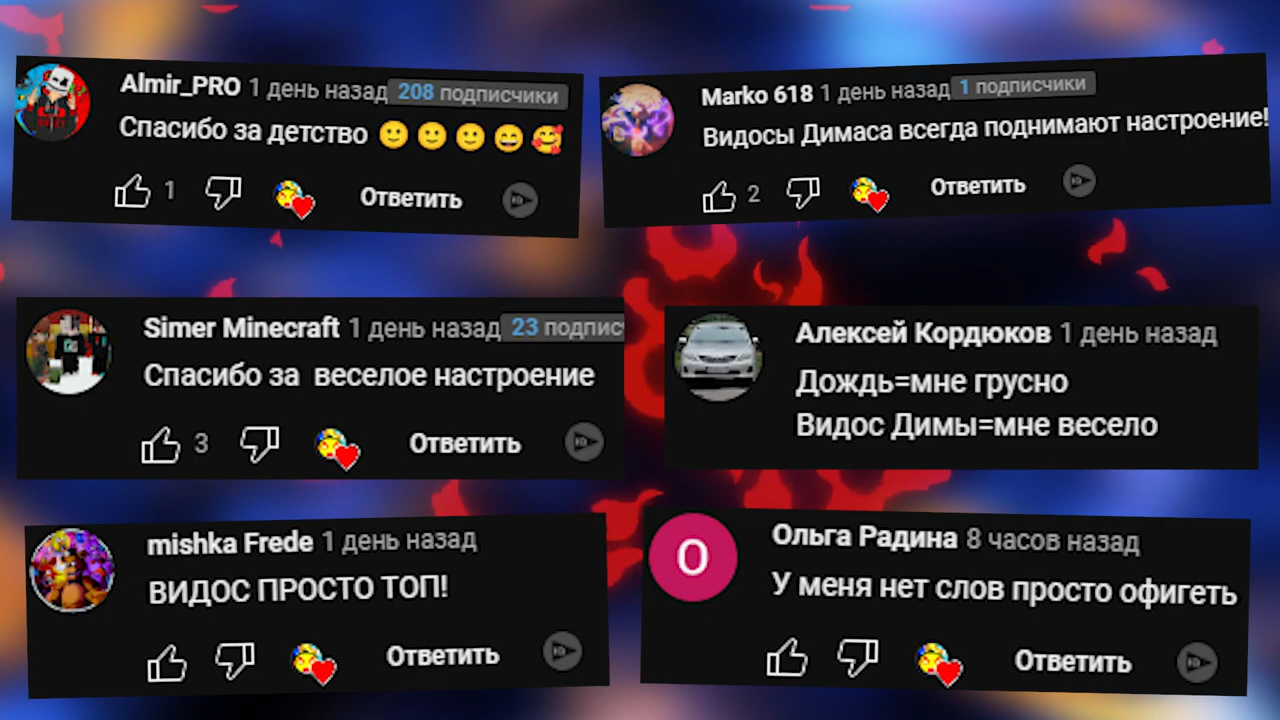 Almir_PRO 1 день назад 208 подписчики
Спасибо за детство 🙂 🙂 🙂 😄 🥰
1 Ответить
Marko 618 1 день назад 1 подписчики
Видосы Димаса всегда поднимают настроение!
2 Ответить
Simer Minecraft 1 день назад 23 подпис
Спасибо за веселое настроение
3 Ответить
Алексей Кордюков 1 день назад
Дождь=мне грусно
Видос Димы=мне весело
mishka Frede 1 день назад
ВИДОС ПРОСТО ТОП!
Ответить
О
Ольга Радина 8 часов назад
У меня нет слов просто офигеть
Ответить